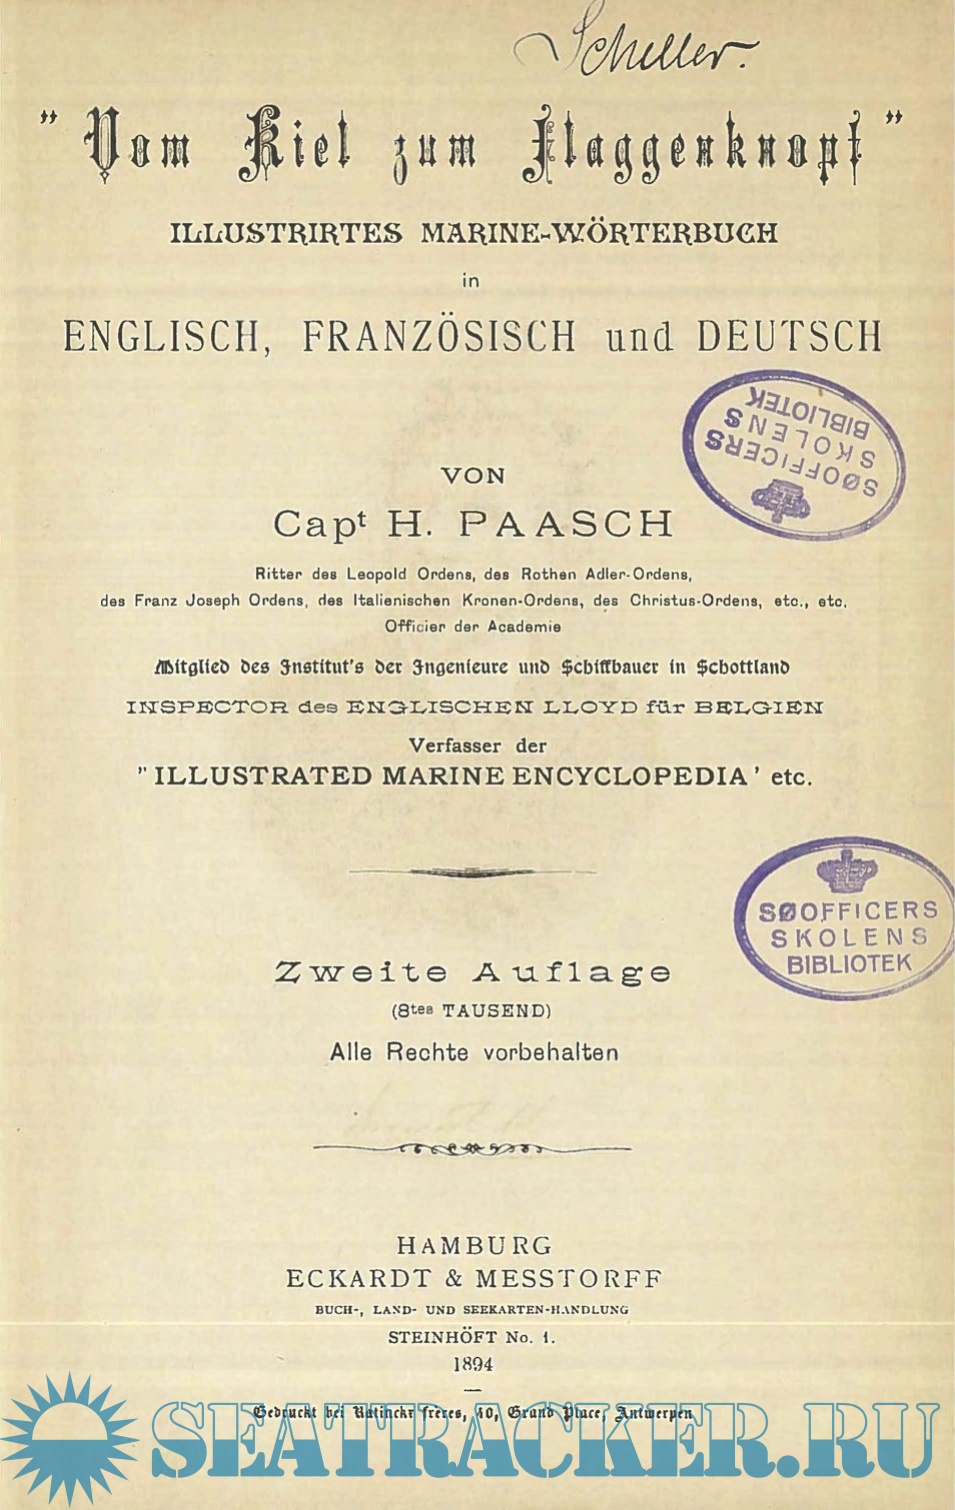 Scheller.
" Vom Kiel zum Flaggenknopf "
ILLUSTRIRTES MARINE-WÖRTERBUCH
in
ENGLISCH, FRANZÖSISCH und DEUTSCH
SØOFFICERS
SKOLENS
BIBLIOTEK
VON
Capt H. PAASCH
Ritter des Leopold Ordens, des Rothen Adler-Ordens,
des Franz Joseph Ordens, des Italienischen Kronen-Ordens, des Christus-Ordens, etc., etc.
Officier der Academie
Mitglied des Institut's der Ingenieure und Schiffbauer in Schottland
INSPECTOR des ENGLISCHEN LLOYD für BELGIEN
Verfasser der
" ILLUSTRATED MARINE ENCYCLOPEDIA ' etc.
SØOFFICERS
SKOLENS
BIBLIOTEK
Zweite Auflage
(8tes TAUSEND)
Alle Rechte vorbehalten
HAMBURG
ECKARDT & MESSTORFF
BUCH-, LAND- UND SEEKARTEN-HANDLUNG
STEINHÖFT No. 1.
1894
Gedruckt bei Ratinckx frères, 40, Grand Place, Antwerpen
SEATRACKER.RU